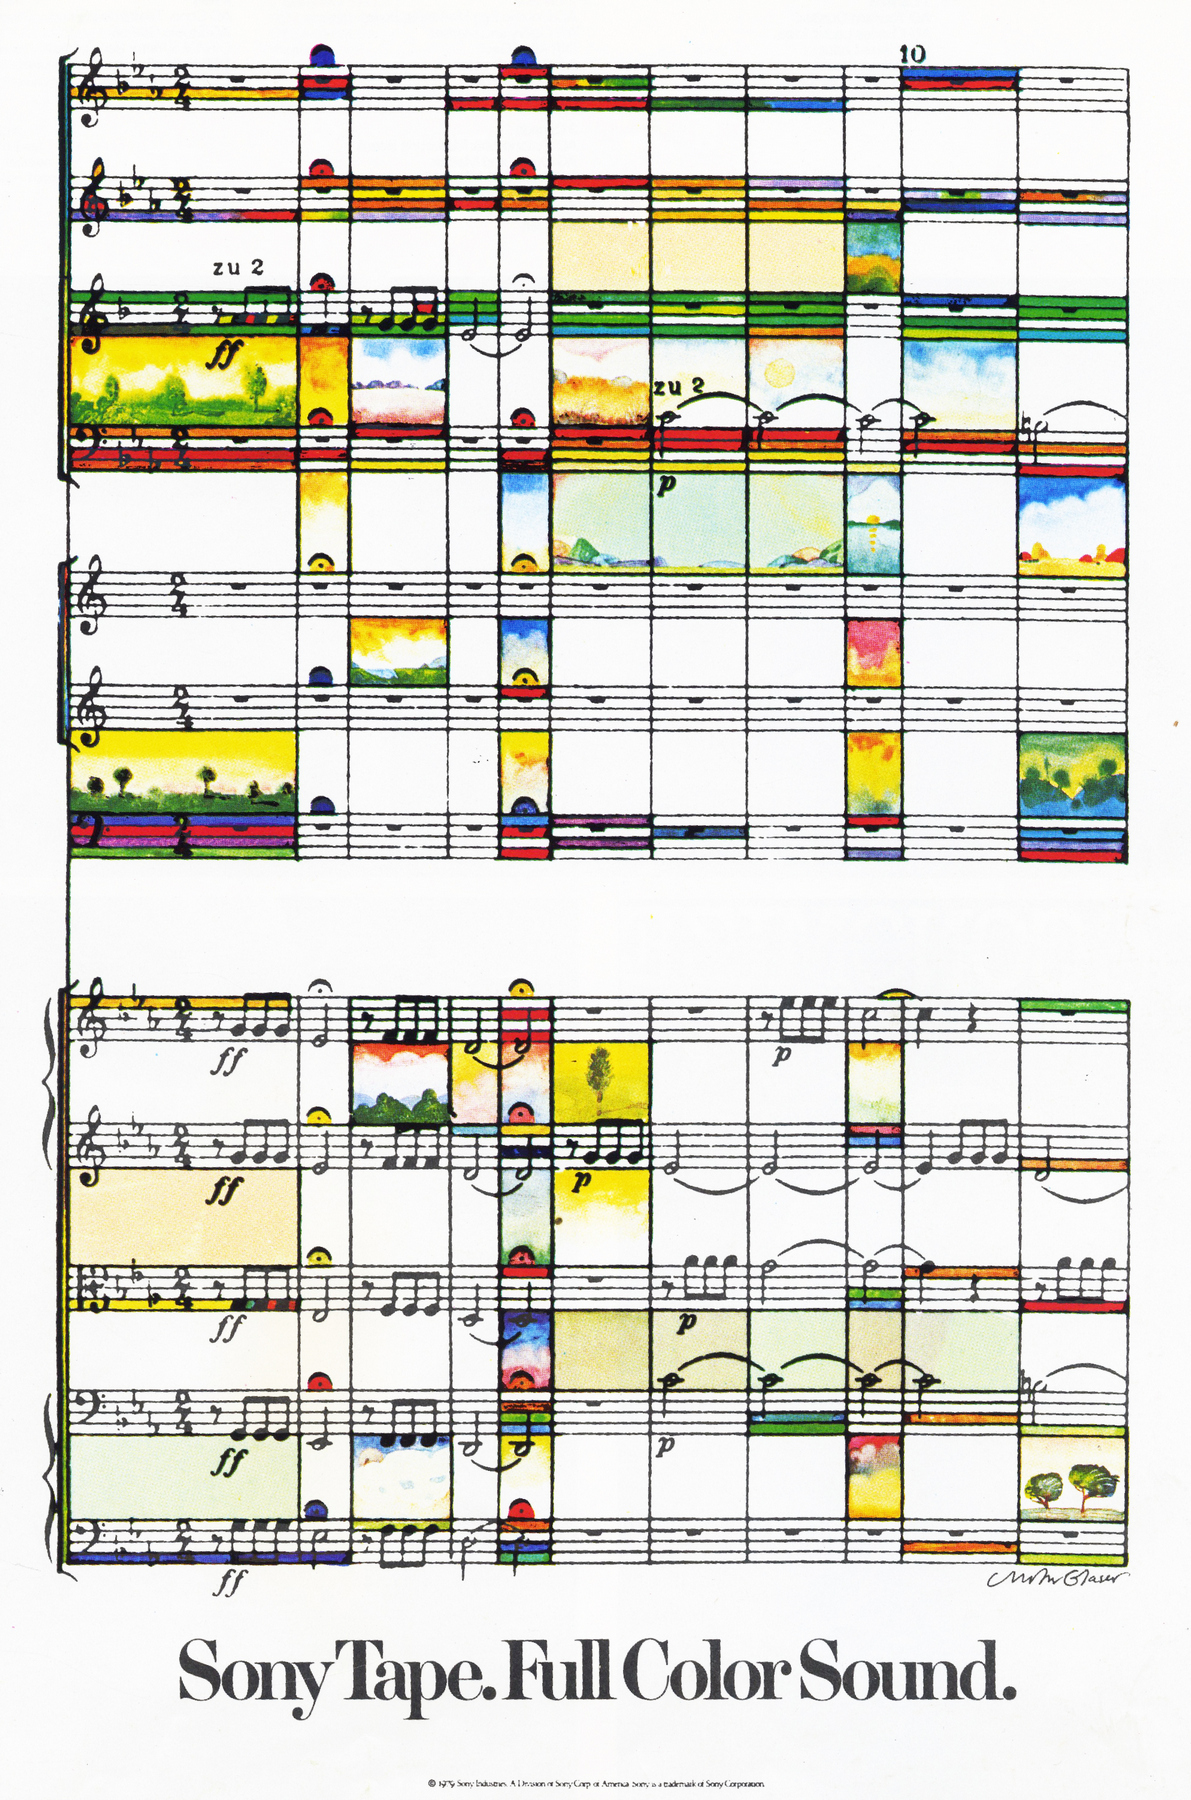 10
zu 2
ff
zu 2
p
ff
p
ff
p
ff
p
ff
p
ff
Milton Glaser
Sony Tape. Full Color Sound.
© 1979 Sony Industries. A Division of Sony Corp. of America. Sony is a trademark of Sony Corporation.